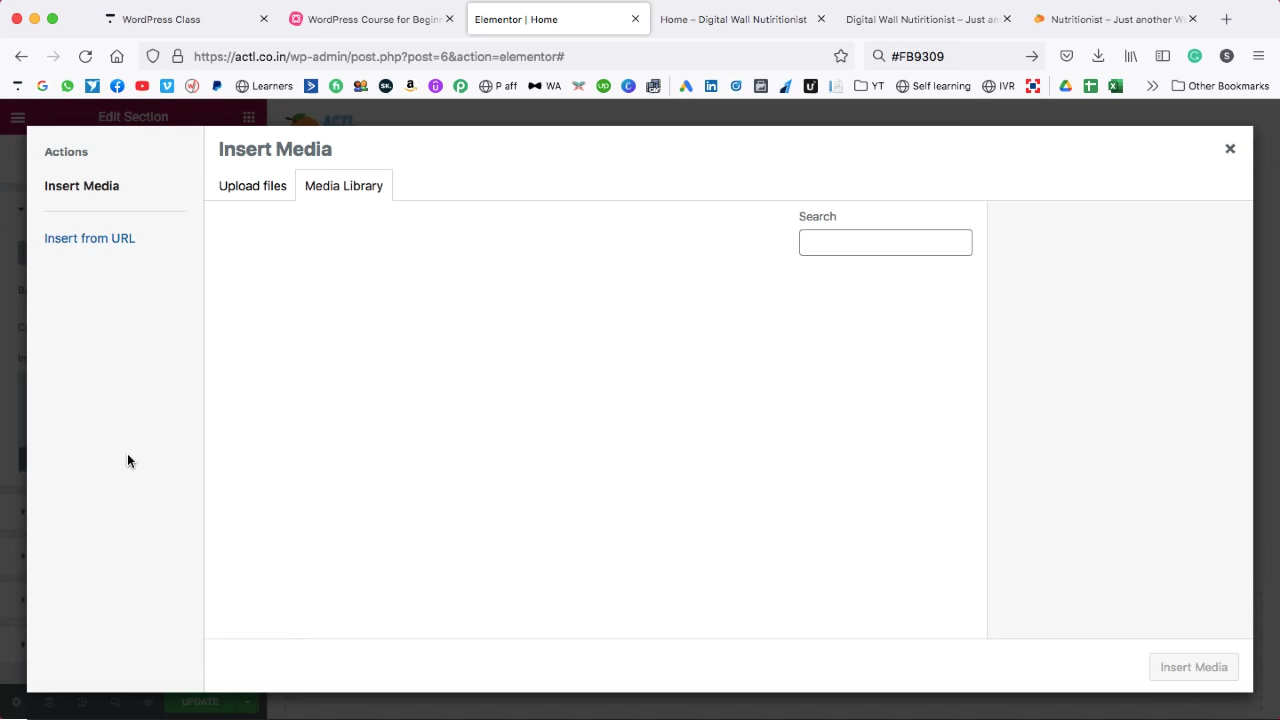 WordPress Class
WordPress Course for Beginn
Elementor | Home
Home – Digital Wall Nutiritionist
Digital Wall Nutiritionist – Just an
Nutritionist – Just another W
https://actl.co.in/wp-admin/post.php?post=6&action=elementor#
#FB9309
Learners
P aff
WA
YT
Self learning
IVR
Other Bookmarks
Edit Section
Actions
Insert Media
Insert from URL
Insert Media
Upload files
Media Library
Search
Insert Media
UPDATE